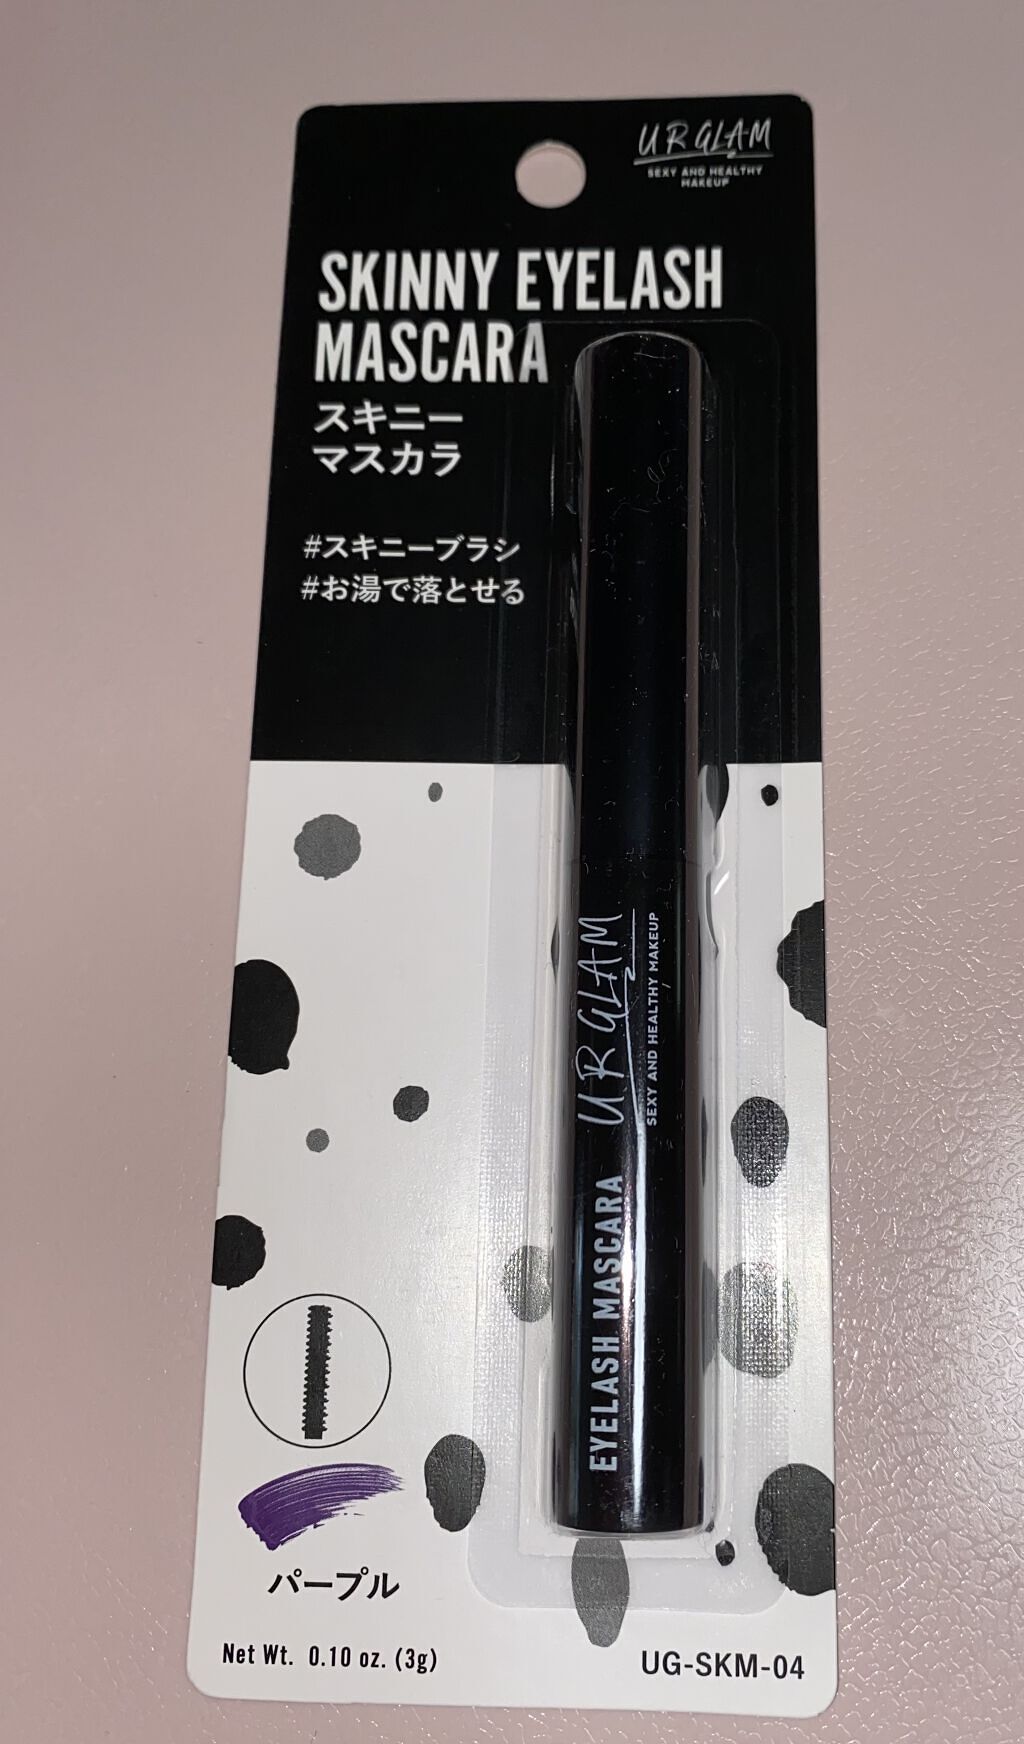 U R GLAM
SEXY AND HEALTHY
MAKEUP
SKINNY EYELASH
MASCARA
スキニー
マスカラ
#スキニーブラシ
#お湯で落とせる
EYELASH MASCARA U R GLAM
SEXY AND HEALTHY MAKEUP
パープル
Net Wt. 0.10 oz. (3g)
UG-SKM-04